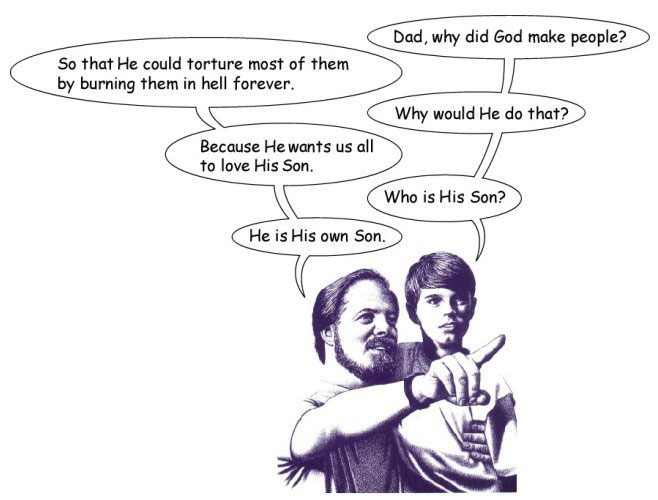 Dad, why did God make people?
So that He could torture most of them
by burning them in hell forever.
Why would He do that?
Because He wants us all
to love His Son.
Who is His Son?
He is His own Son.